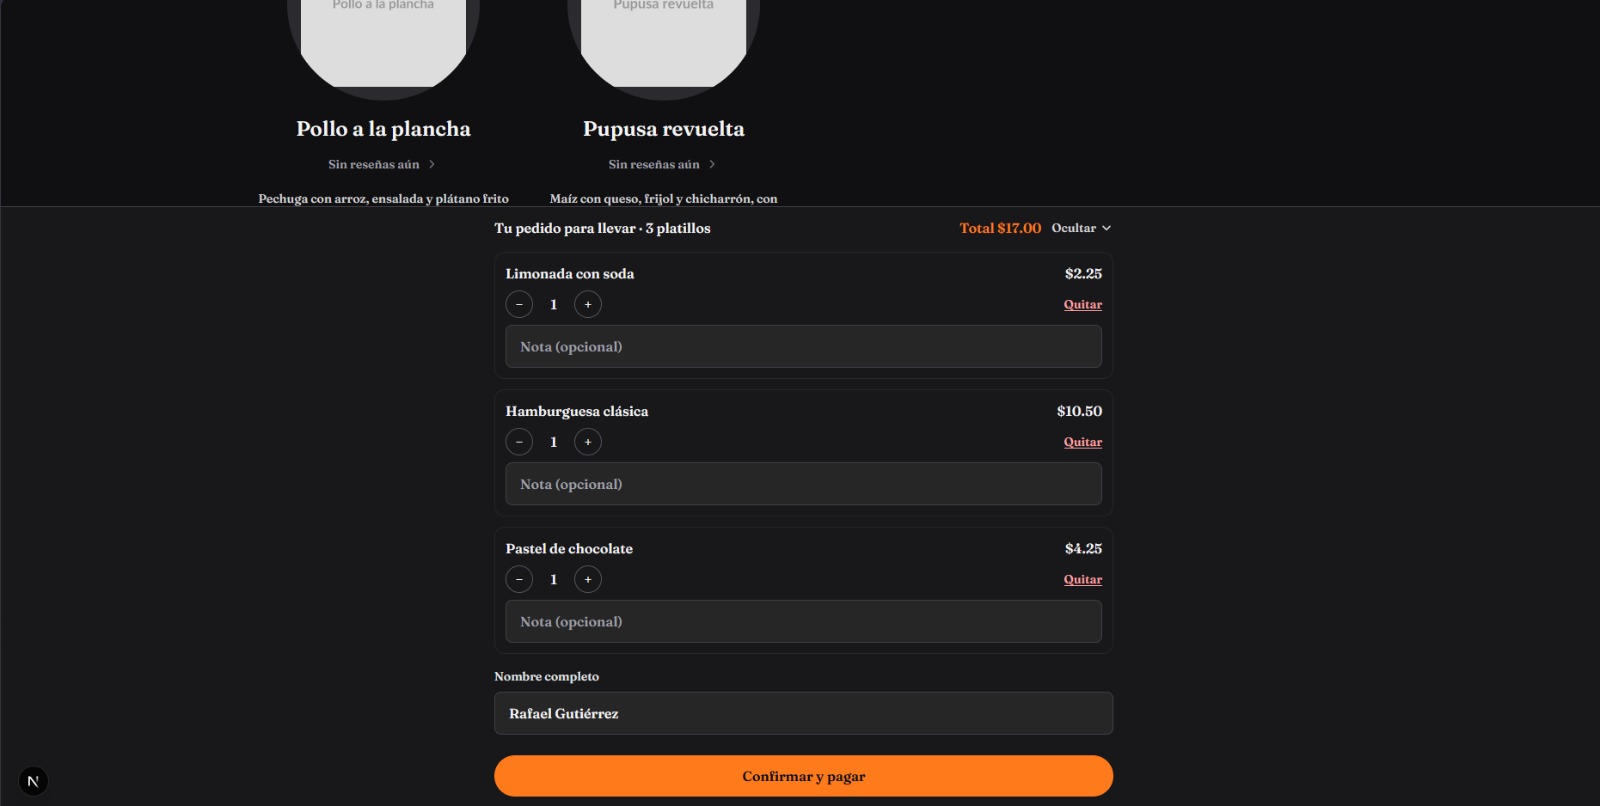 Pollo a la plancha
Pupusa revuelta
Pollo a la plancha
Pupusa revuelta
Sin reseñas aún
Sin reseñas aún
Pechuga con arroz, ensalada y plátano frito
Maíz con queso, frijol y chicharrón, con
Tu pedido para llevar · 3 platillos
Total $17.00 Ocultar
Limonada con soda $2.25
− 1 + Quitar
Nota (opcional)
Hamburguesa clásica $10.50
− 1 + Quitar
Nota (opcional)
Pastel de chocolate $4.25
− 1 + Quitar
Nota (opcional)
Nombre completo
Rafael Gutiérrez
Confirmar y pagar
N